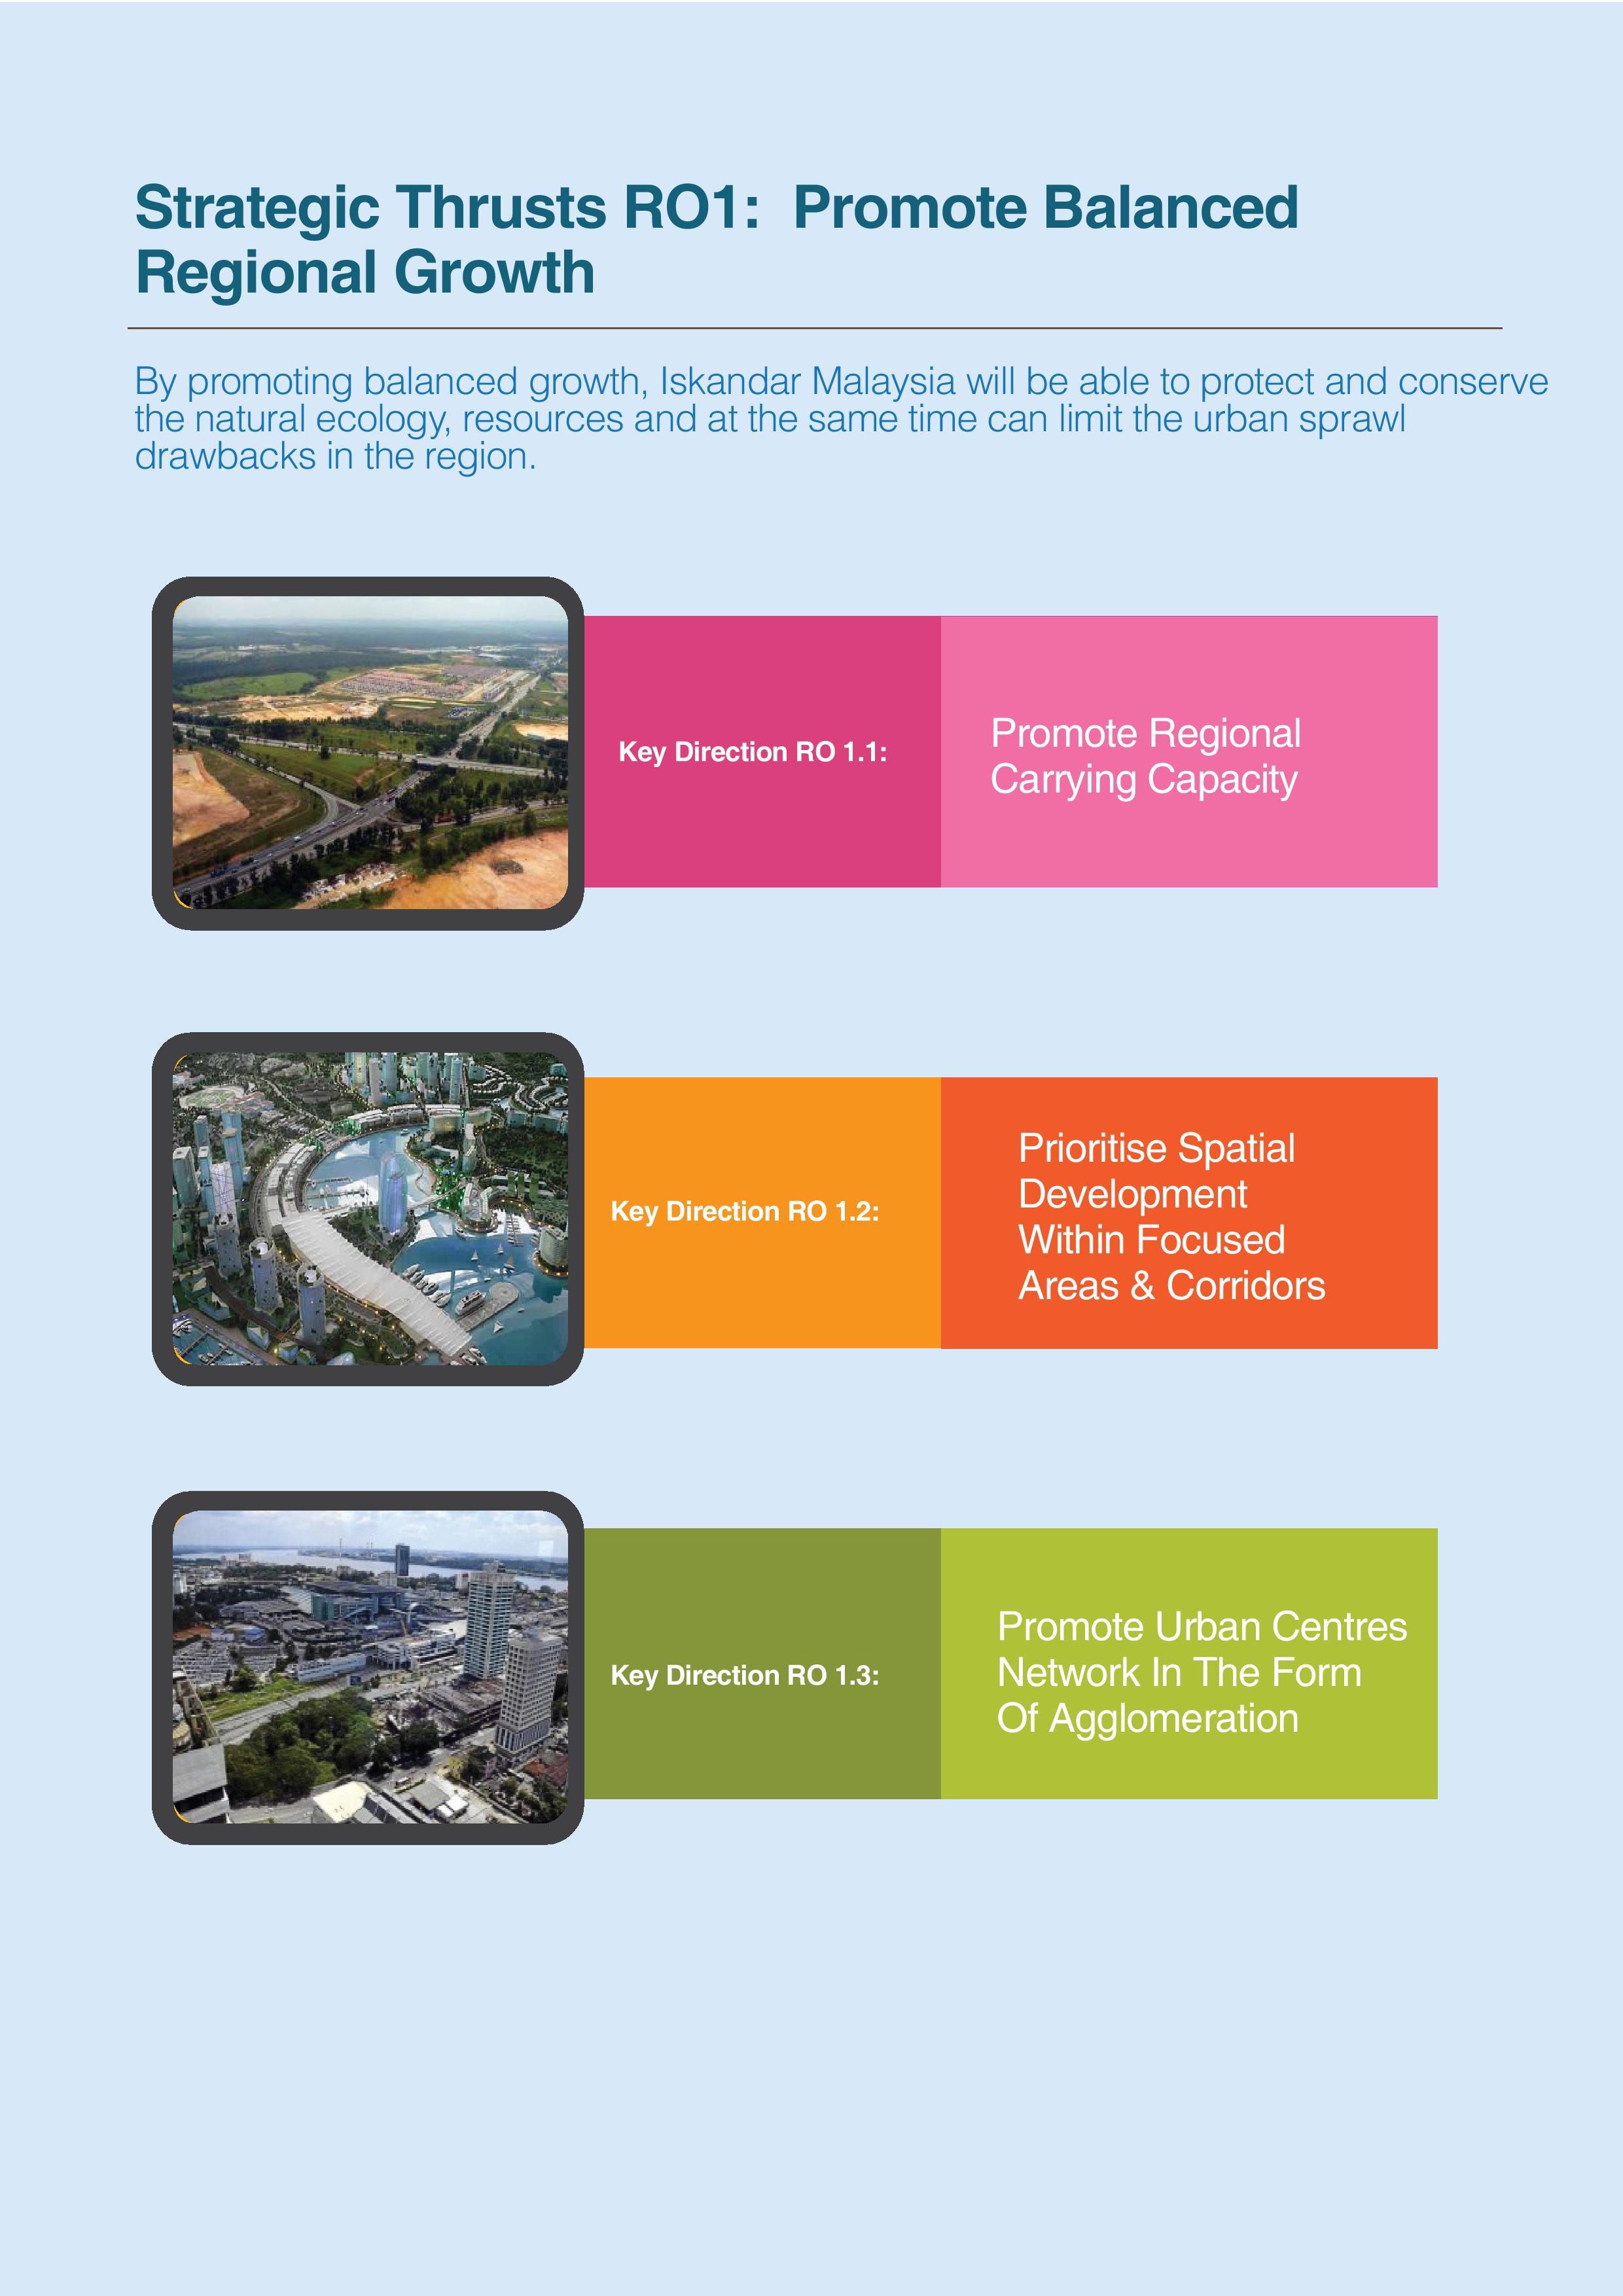 Strategic Thrusts RO1:  Promote Balanced
Regional Growth
By promoting balanced growth, Iskandar Malaysia will be able to protect and conserve
the natural ecology, resources and at the same time can limit the urban sprawl
drawbacks in the region.
Key Direction RO 1.1:
Promote Regional
Carrying Capacity
Key Direction RO 1.2:
Prioritise Spatial
Development
Within Focused
Areas & Corridors
Key Direction RO 1.3:
Promote Urban Centres
Network In The Form
Of Agglomeration